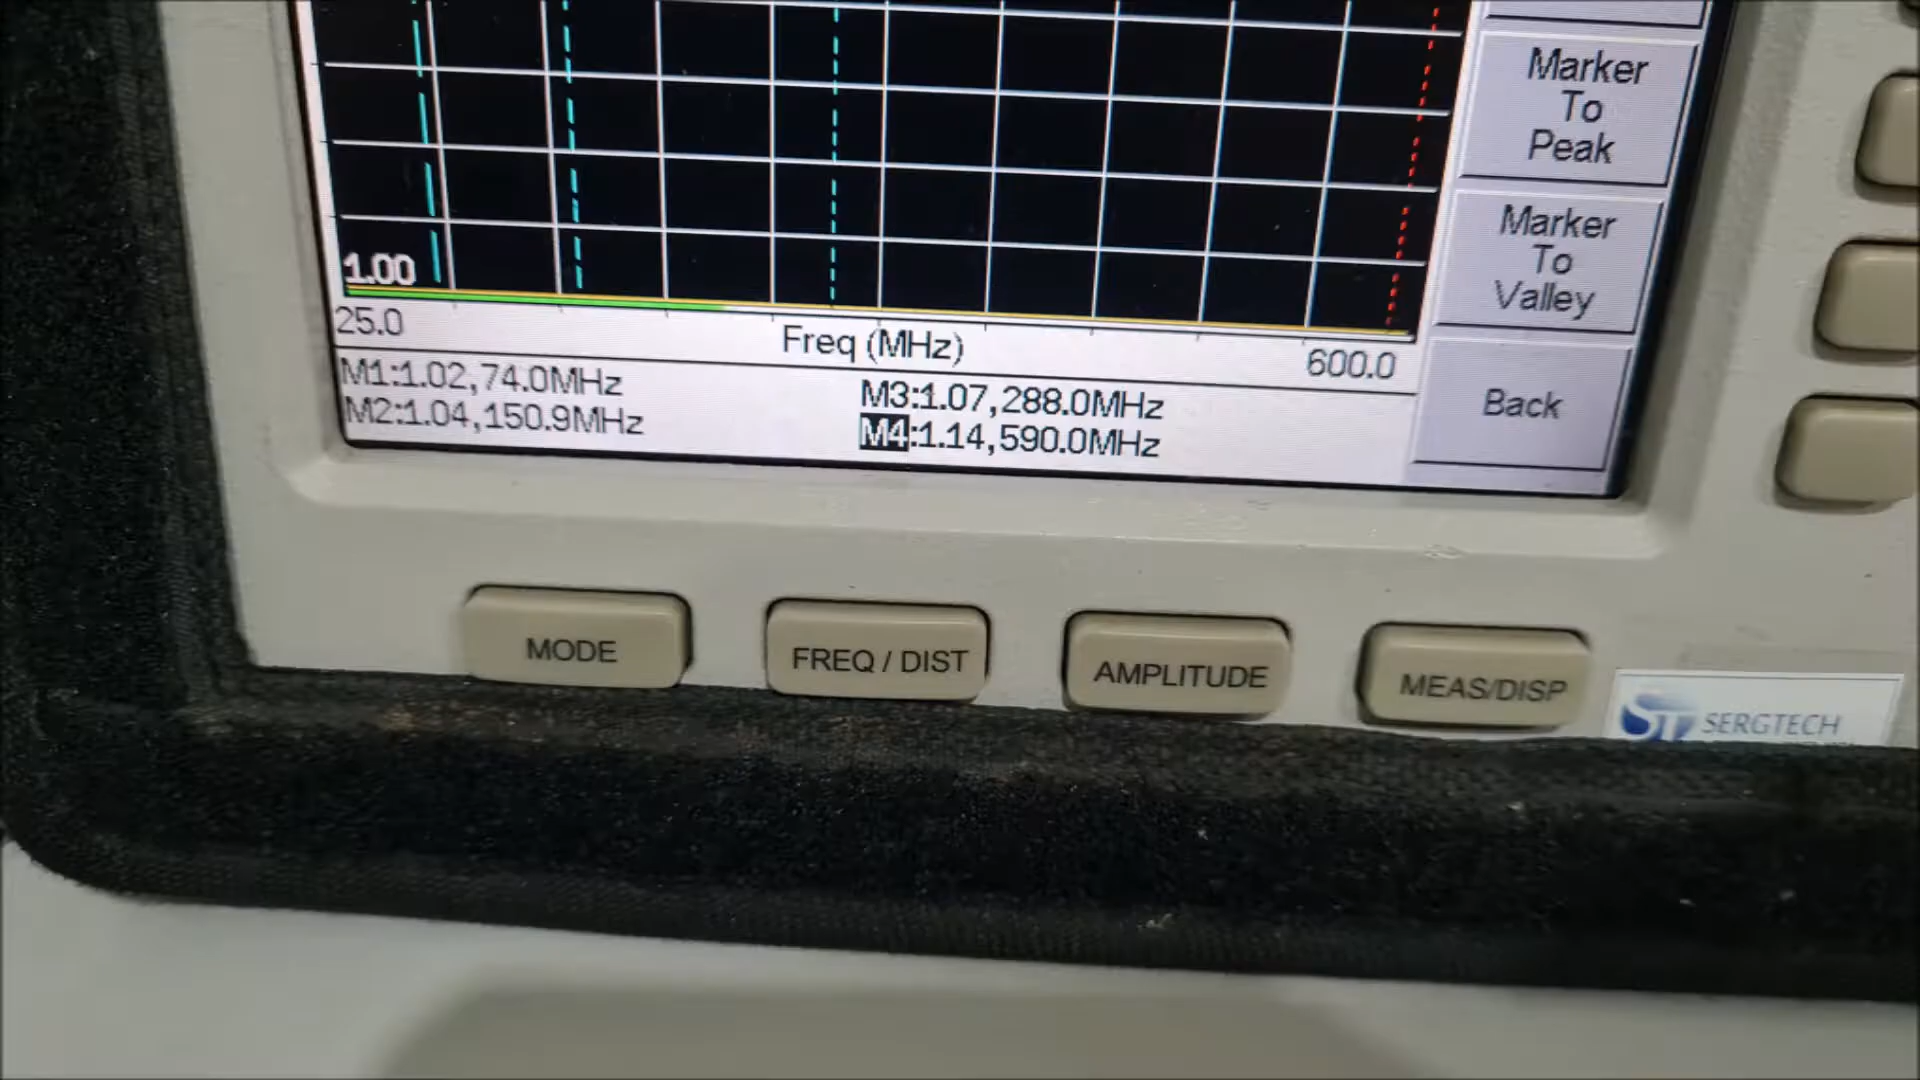 Marker
To
Peak
Marker
To
Valley
Back
1.00
25.0
Freq (MHz)
600.0
M1:1.02,74.0MHz
M2:1.04,150.9MHz
M3:1.07,288.0MHz
M4:1.14,590.0MHz
MODE
FREQ / DIST
AMPLITUDE
MEAS/DISP
ST SERGTECH